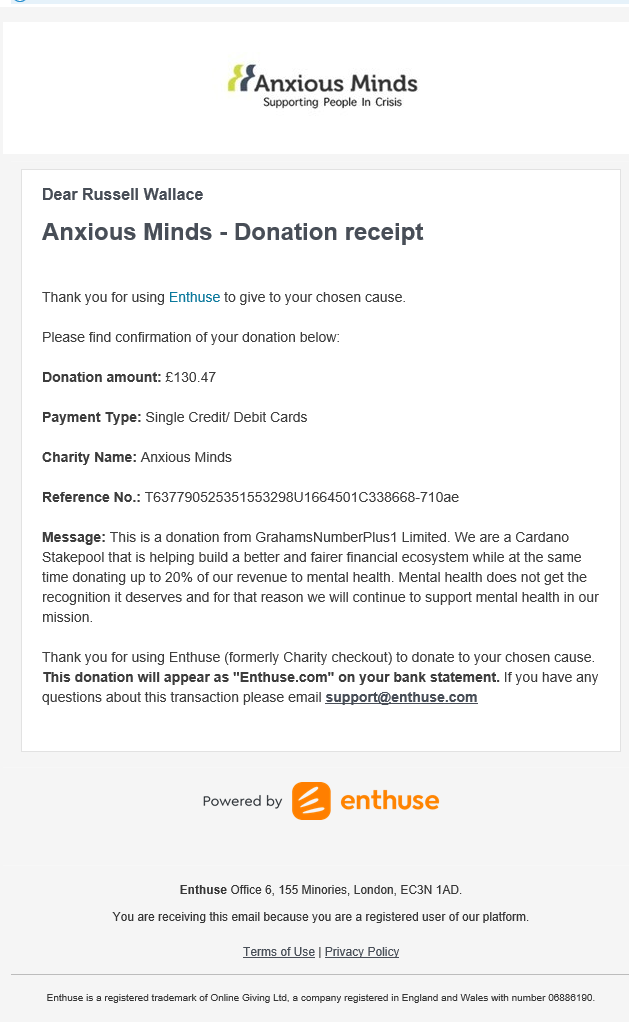 Anxious Minds
Supporting People In Crisis
Dear Russell Wallace
Anxious Minds - Donation receipt
Thank you for using Enthuse to give to your chosen cause.
Please find confirmation of your donation below:
Donation amount: £130.47
Payment Type: Single Credit/ Debit Cards
Charity Name: Anxious Minds
Reference No.: T637790525351553298U1664501C338668-710ae
Message: This is a donation from GrahamsNumberPlus1 Limited. We are a Cardano
Stakepool that is helping build a better and fairer financial ecosystem while at the same
time donating up to 20% of our revenue to mental health. Mental health does not get the
recognition it deserves and for that reason we will continue to support mental health in our
mission.
Thank you for using Enthuse (formerly Charity checkout) to donate to your chosen cause.
This donation will appear as "Enthuse.com" on your bank statement. If you have any
questions about this transaction please email support@enthuse.com
Powered by enthuse
Enthuse Office 6, 155 Minories, London, EC3N 1AD.
You are receiving this email because you are a registered user of our platform.
Terms of Use | Privacy Policy
Enthuse is a registered trademark of Online Giving Ltd, a company registered in England and Wales with number 06886190.